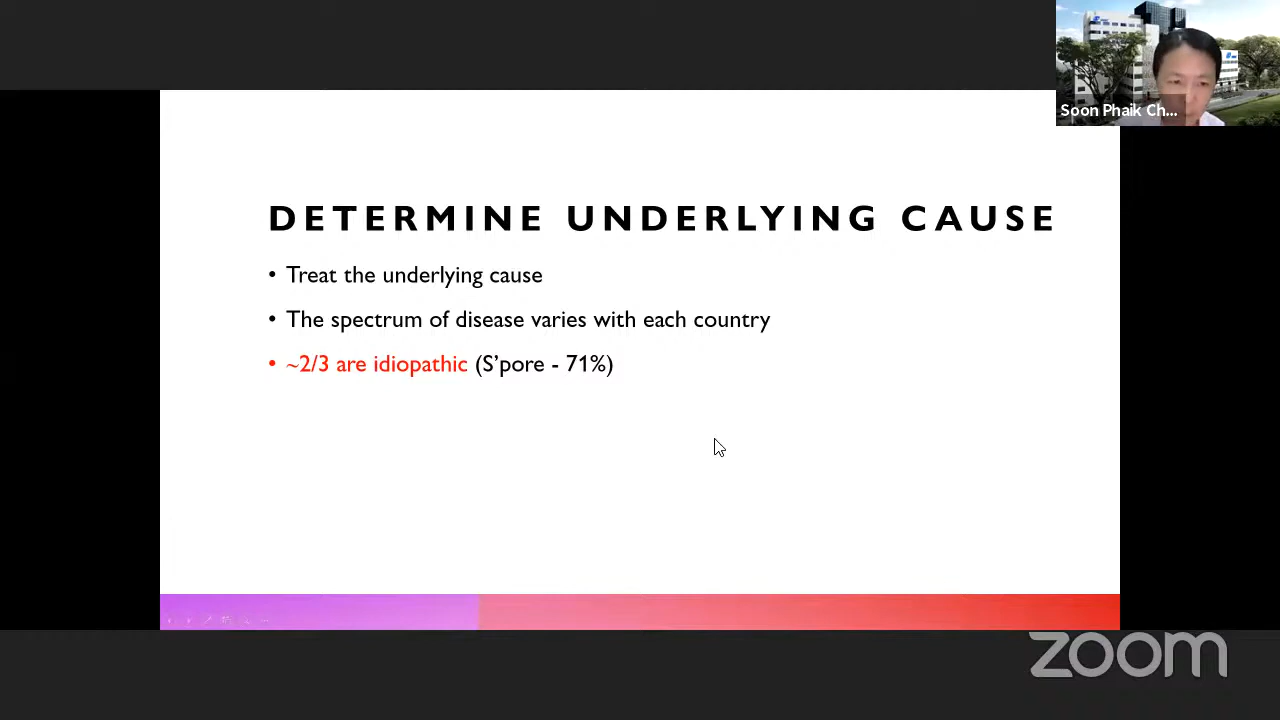 Soon Phaik Ch...
DETERMINE UNDERLYING CAUSE
• Treat the underlying cause
• The spectrum of disease varies with each country
• ~2/3 are idiopathic (S'pore - 71%)
zoom